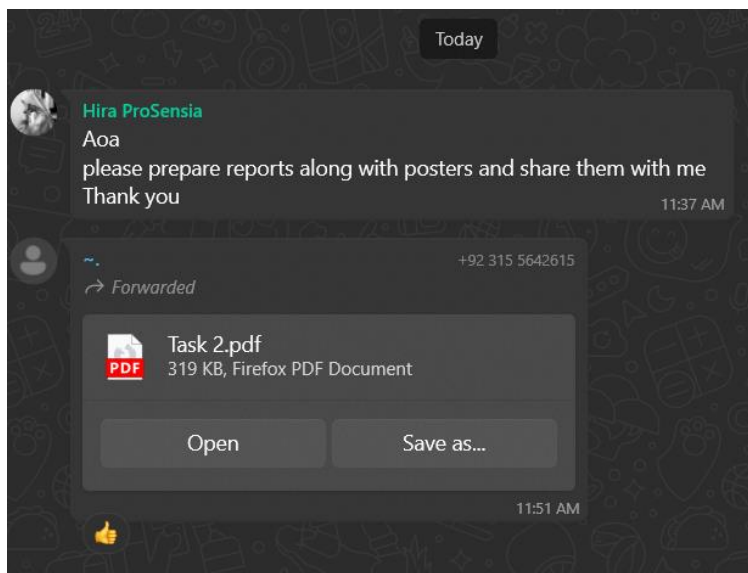 Today
Hira ProSensia
Aoa
please prepare reports along with posters and share them with me
Thank you
11:37 AM
~.
+92 315 5642615
Forwarded
Task 2.pdf
PDF
319 KB, Firefox PDF Document
Open
Save as...
11:51 AM